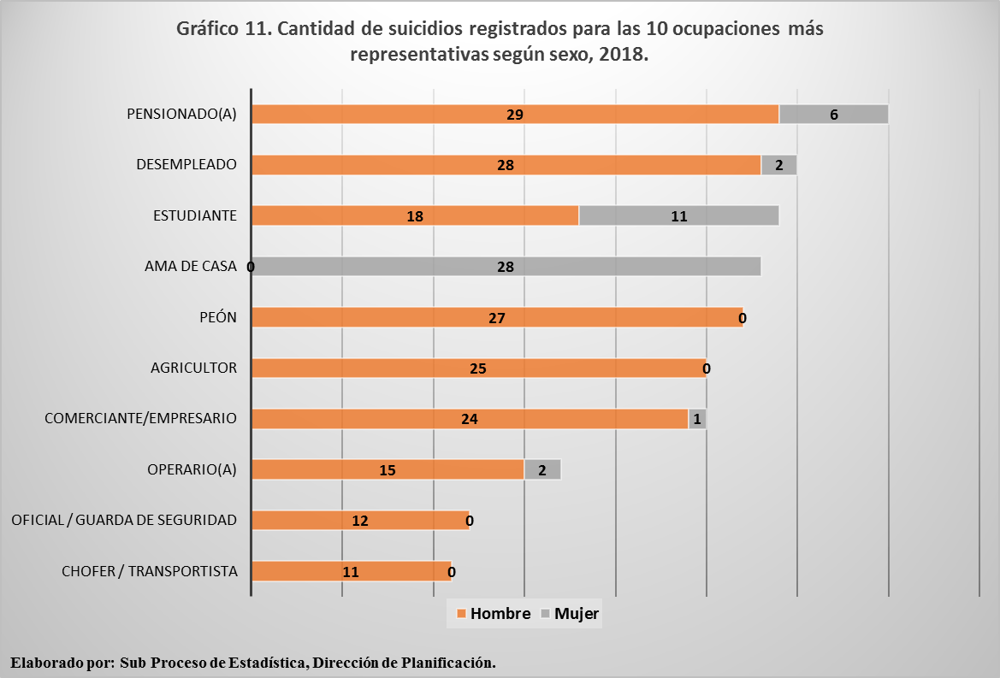 Gráfico 11. Cantidad de suicidios registrados para las 10 ocupaciones más
representativas según sexo, 2018.
PENSIONADO(A) 29 6
DESEMPLEADO 28 2
ESTUDIANTE 18 11
AMA DE CASA 0 28
PEÓN 27 0
AGRICULTOR 25 0
COMERCIANTE/EMPRESARIO 24 1
OPERARIO(A) 15 2
OFICIAL / GUARDA DE SEGURIDAD 12 0
CHOFER / TRANSPORTISTA 11 0
Hombre Mujer
Elaborado por: Sub Proceso de Estadística, Dirección de Planificación.